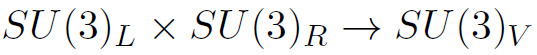 SU(3)_L × SU(3)_R → SU(3)_V